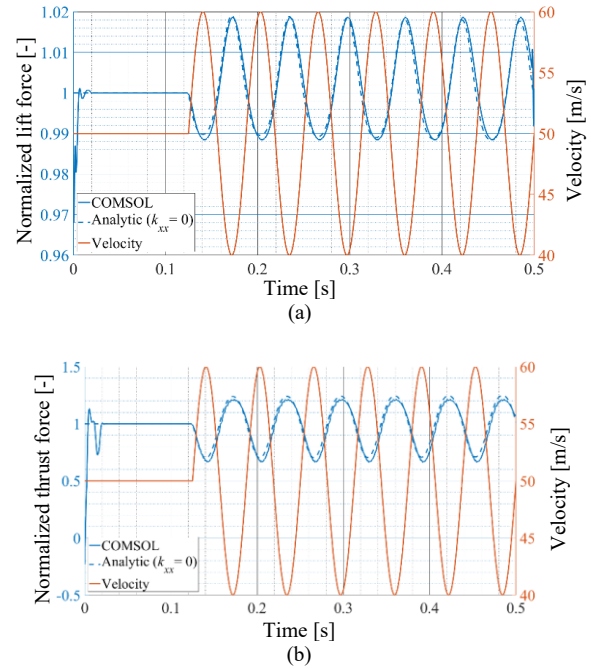 1.02
1.01
1
0.99
0.98
0.97
0.96
Normalized lift force [-]
60
55
50
45
40
Velocity [m/s]
COMSOL
Analytic (kxx = 0)
Velocity
0
0.1
0.2
0.3
0.4
0.5
Time [s]
(a)
1.5
1
0.5
0
-0.5
Normalized thrust force [-]
60
55
50
45
40
Velocity [m/s]
COMSOL
Analytic (kxx = 0)
Velocity
0
0.1
0.2
0.3
0.4
0.5
Time [s]
(b)